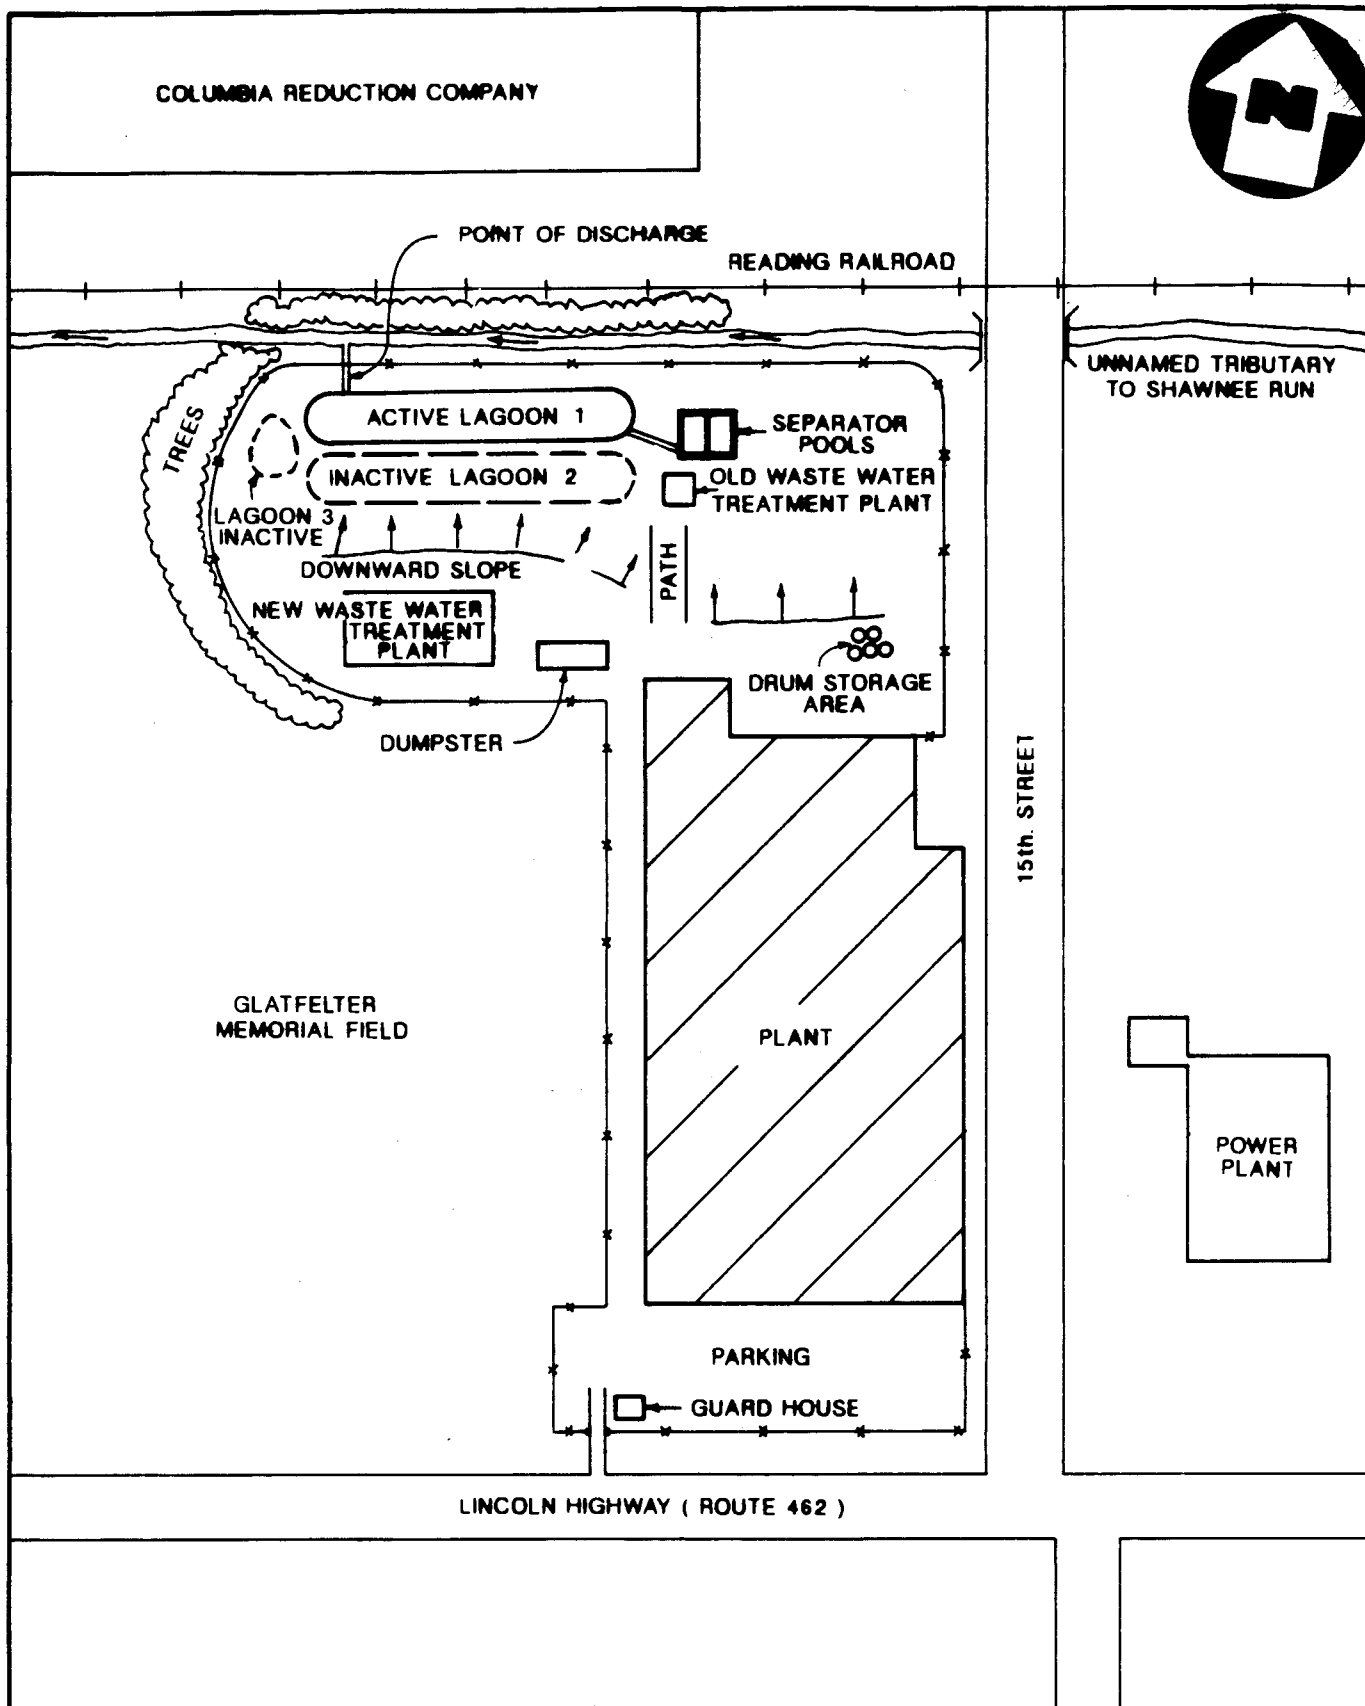 COLUMBIA REDUCTION COMPANY
N
POINT OF DISCHARGE
READING RAILROAD
UNNAMED TRIBUTARY
TO SHAWNEE RUN
TREES
ACTIVE LAGOON 1
SEPARATOR
POOLS
INACTIVE LAGOON 2
OLD WASTE WATER
TREATMENT PLANT
LAGOON 3
INACTIVE
DOWNWARD SLOPE
PATH
NEW WASTE WATER
TREATMENT
PLANT
DRUM STORAGE
AREA
DUMPSTER
15th. STREET
GLATFELTER
MEMORIAL FIELD
PLANT
POWER
PLANT
PARKING
GUARD HOUSE
LINCOLN HIGHWAY ( ROUTE 462 )